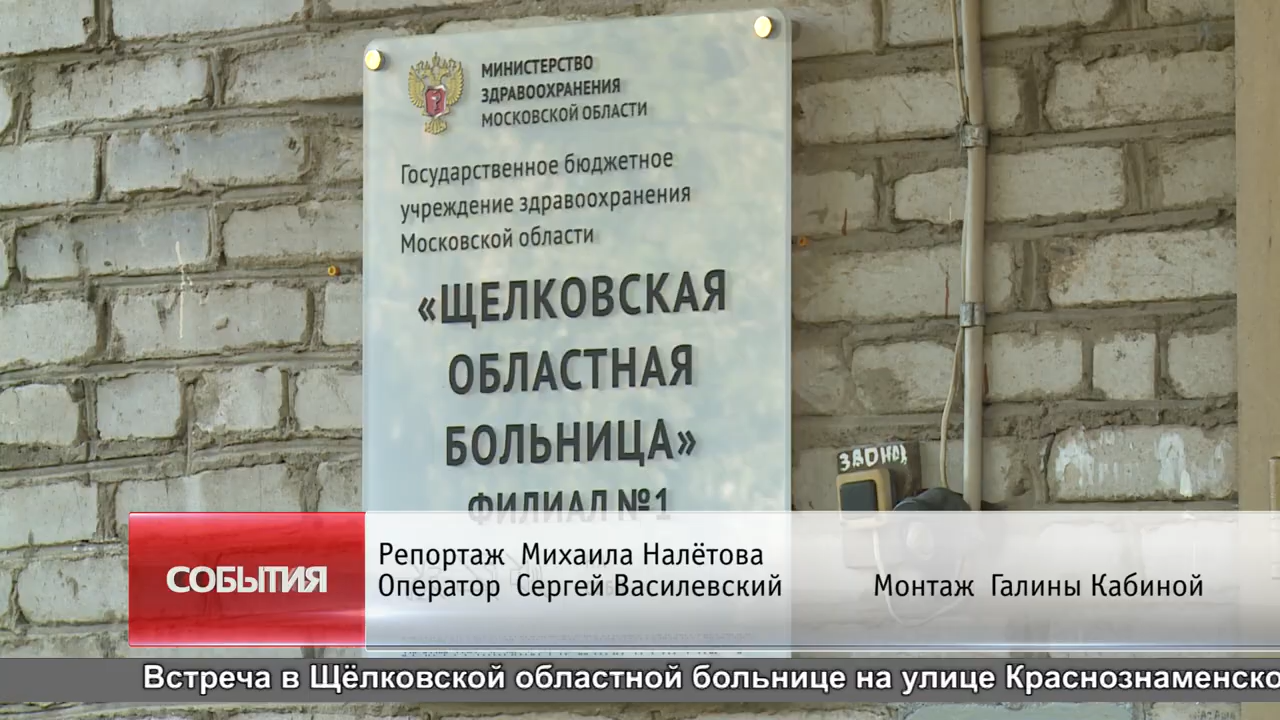 МИНИСТЕРСТВО
ЗДРАВООХРАНЕНИЯ
МОСКОВСКОЙ ОБЛАСТИ
Государственное бюджетное
учреждение здравоохранения
Московской области
«ЩЕЛКОВСКАЯ
ОБЛАСТНАЯ
БОЛЬНИЦА»
ФИЛИАЛ №1
ЗВОНОК
СОБЫТИЯ
Репортаж Михаила Налётова
Оператор Сергей Василевский
Монтаж Галины Кабиной
Встреча в Щёлковской областной больнице на улице Краснознаменско